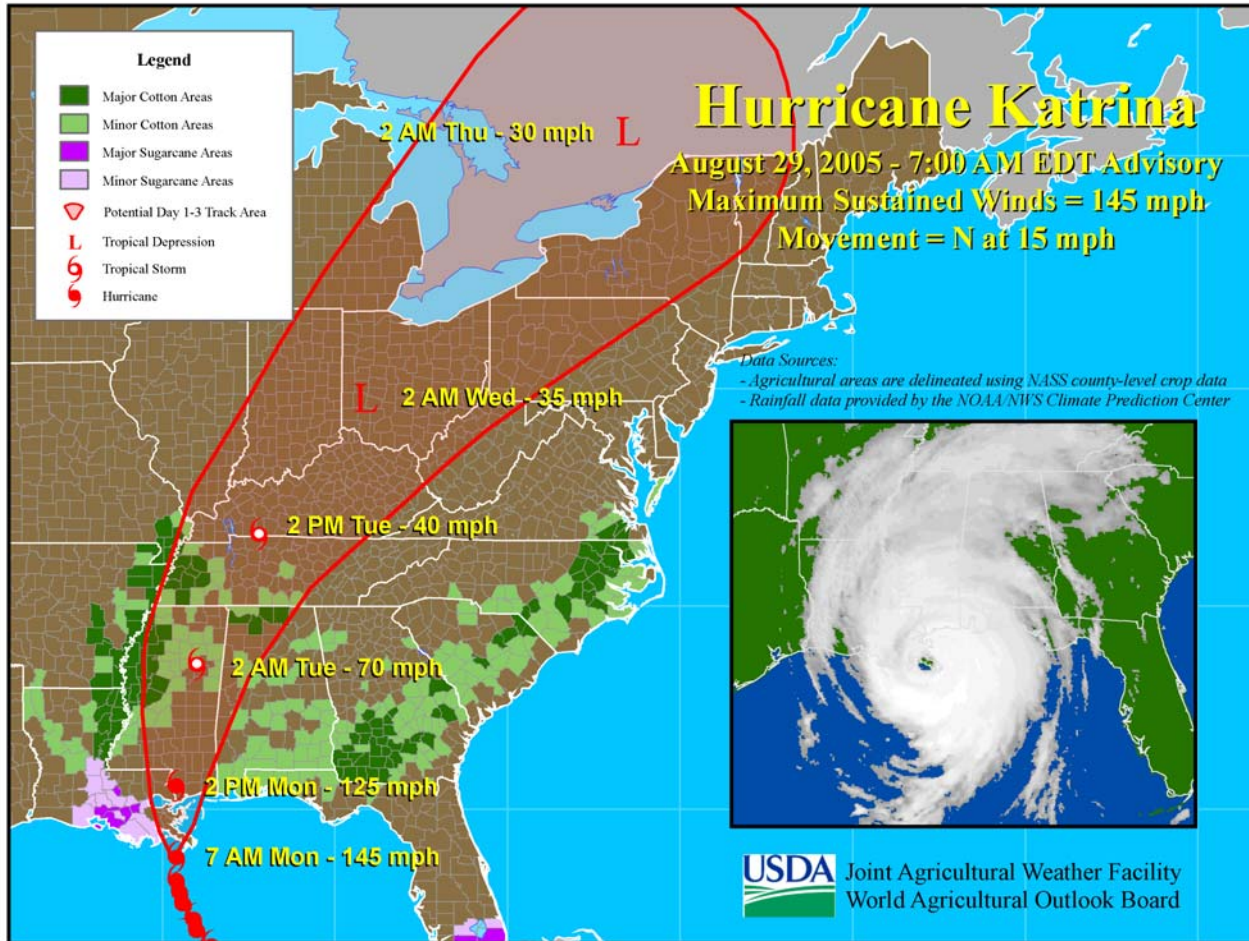 Legend
Major Cotton Areas
Minor Cotton Areas
Major Sugarcane Areas
Minor Sugarcane Areas
Potential Day 1-3 Track Area
L Tropical Depression
Tropical Storm
Hurricane
Hurricane Katrina
August 29, 2005 - 7:00 AM EDT Advisory
Maximum Sustained Winds = 145 mph
Movement = N at 15 mph
2 AM Thu - 30 mph
L
L
2 AM Wed - 35 mph
2 PM Tue - 40 mph
2 AM Tue - 70 mph
2 PM Mon - 125 mph
7 AM Mon - 145 mph
Data Sources:
- Agricultural areas are delineated using NASS county-level crop data
- Rainfall data provided by the NOAA/NWS Climate Prediction Center
USDA
Joint Agricultural Weather Facility
World Agricultural Outlook Board